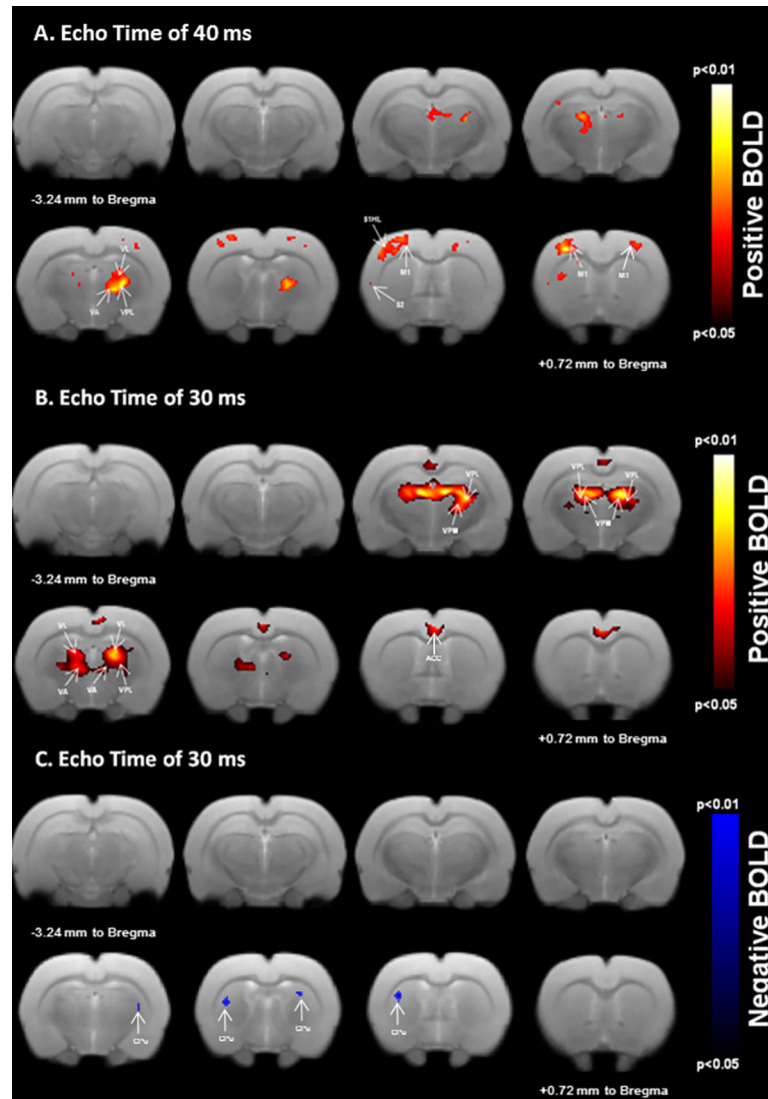 A. Echo Time of 40 ms
p<0.01
-3.24 mm to Bregma
Positive BOLD
VL
VA
VPL
S1HL
M1
S2
M1
M1
p<0.05
+0.72 mm to Bregma
B. Echo Time of 30 ms
p<0.01
VPL
VPM
VPL
VPL
VPM
-3.24 mm to Bregma
Positive BOLD
VL
VL
VA
VA
VPL
ACC
p<0.05
+0.72 mm to Bregma
C. Echo Time of 30 ms
p<0.01
-3.24 mm to Bregma
Negative BOLD
CPu
CPu
CPu
CPu
p<0.05
+0.72 mm to Bregma